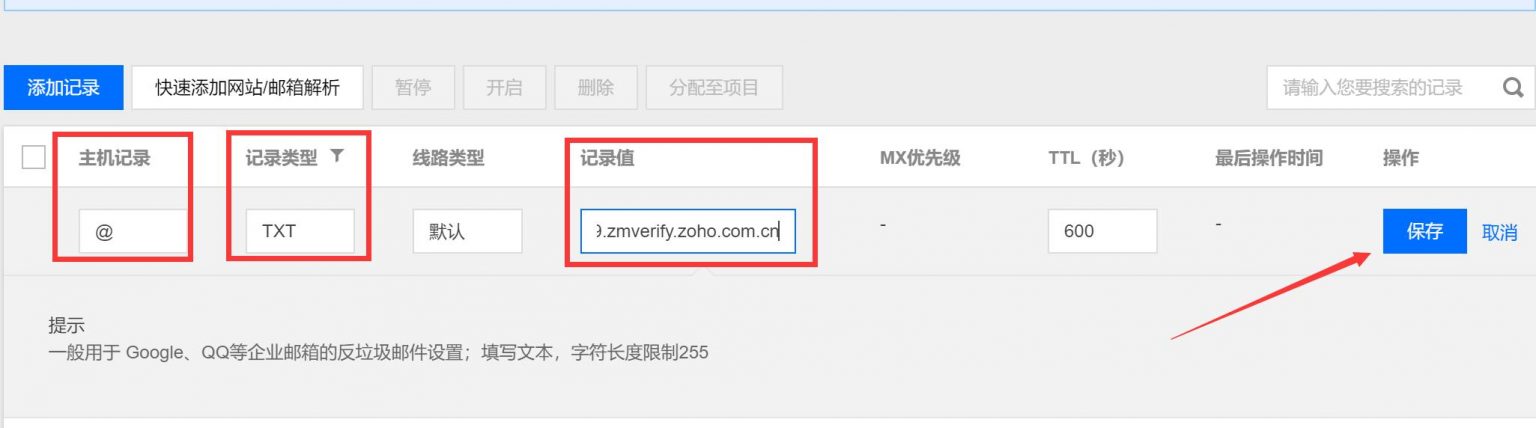 添加记录 快速添加网站/邮箱解析 暂停 开启 删除 分配至项目 请输入您要搜索的记录
主机记录 记录类型 线路类型 记录值 MX优先级 TTL（秒） 最后操作时间 操作
@ TXT 默认 9.zmverify.zoho.com.cn - 600 - 保存 取消
提示
一般用于 Google、QQ等企业邮箱的反垃圾邮件设置；填写文本，字符长度限制255